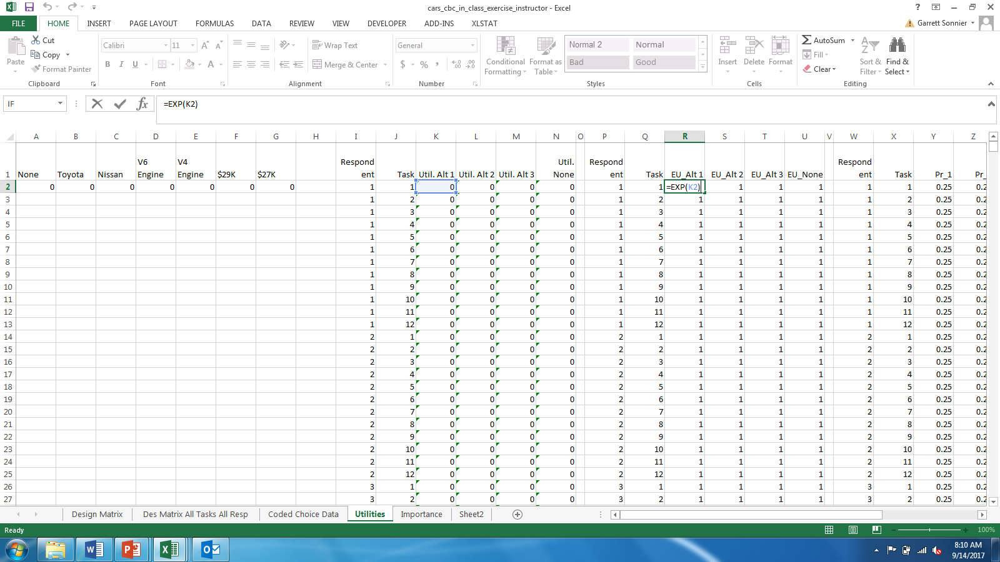 cars_cbc_in_class_exercise_instructor - Excel
FILE HOME INSERT PAGE LAYOUT FORMULAS DATA REVIEW VIEW DEVELOPER ADD-INS XLSTAT Garrett Sonnier
Cut Calibri 11 Wrap Text General Normal 2 Normal AutoSum
Copy Fill
Paste Format Painter B I U Merge & Center $ % Conditional Formatting Format as Table Bad Good Insert Delete Format Clear Sort & Filter Find & Select
Clipboard Font Alignment Number Styles Cells Editing
IF fx =EXP(K2)
A B C D E F G H I J K L M N O P Q R S T U V W X Y Z
1 None Toyota Nissan V6 Engine V4 Engine $29K $27K Respondent Task Util. Alt 1 Util. Alt 2 Util. Alt 3 Util. None Respondent Task EU_Alt 1 EU_Alt 2 EU_Alt 3 EU_None Respondent Task Pr_1 Pr_
2 0 0 0 0 0 0 0 1 1 0 0 0 0 1 1 =EXP(K2) 1 1 1 1 1 0.25 0.2
3 1 2 0 0 0 0 1 2 1 1 1 1 1 2 0.25 0.2
4 1 3 0 0 0 0 1 3 1 1 1 1 1 3 0.25 0.2
5 1 4 0 0 0 0 1 4 1 1 1 1 1 4 0.25 0.2
6 1 5 0 0 0 0 1 5 1 1 1 1 1 5 0.25 0.2
7 1 6 0 0 0 0 1 6 1 1 1 1 1 6 0.25 0.2
8 1 7 0 0 0 0 1 7 1 1 1 1 1 7 0.25 0.2
9 1 8 0 0 0 0 1 8 1 1 1 1 1 8 0.25 0.2
10 1 9 0 0 0 0 1 9 1 1 1 1 1 9 0.25 0.2
11 1 10 0 0 0 0 1 10 1 1 1 1 1 10 0.25 0.2
12 1 11 0 0 0 0 1 11 1 1 1 1 1 11 0.25 0.2
13 1 12 0 0 0 0 1 12 1 1 1 1 1 12 0.25 0.2
14 2 1 0 0 0 0 2 1 1 1 1 1 2 1 0.25 0.2
15 2 2 0 0 0 0 2 2 1 1 1 1 2 2 0.25 0.2
16 2 3 0 0 0 0 2 3 1 1 1 1 2 3 0.25 0.2
17 2 4 0 0 0 0 2 4 1 1 1 1 2 4 0.25 0.2
18 2 5 0 0 0 0 2 5 1 1 1 1 2 5 0.25 0.2
19 2 6 0 0 0 0 2 6 1 1 1 1 2 6 0.25 0.2
20 2 7 0 0 0 0 2 7 1 1 1 1 2 7 0.25 0.2
21 2 8 0 0 0 0 2 8 1 1 1 1 2 8 0.25 0.2
22 2 9 0 0 0 0 2 9 1 1 1 1 2 9 0.25 0.2
23 2 10 0 0 0 0 2 10 1 1 1 1 2 10 0.25 0.2
24 2 11 0 0 0 0 2 11 1 1 1 1 2 11 0.25 0.2
25 2 12 0 0 0 0 2 12 1 1 1 1 2 12 0.25 0.2
26 3 1 0 0 0 0 3 1 1 1 1 1 3 1 0.25 0.2
27 3 2 0 0 0 0 3 2 1 1 1 1 3 2 0.25 0.2
Design Matrix Des Matrix All Tasks All Resp Coded Choice Data Utilities Importance Sheet2
Ready 100%
8:10 AM
9/14/2017